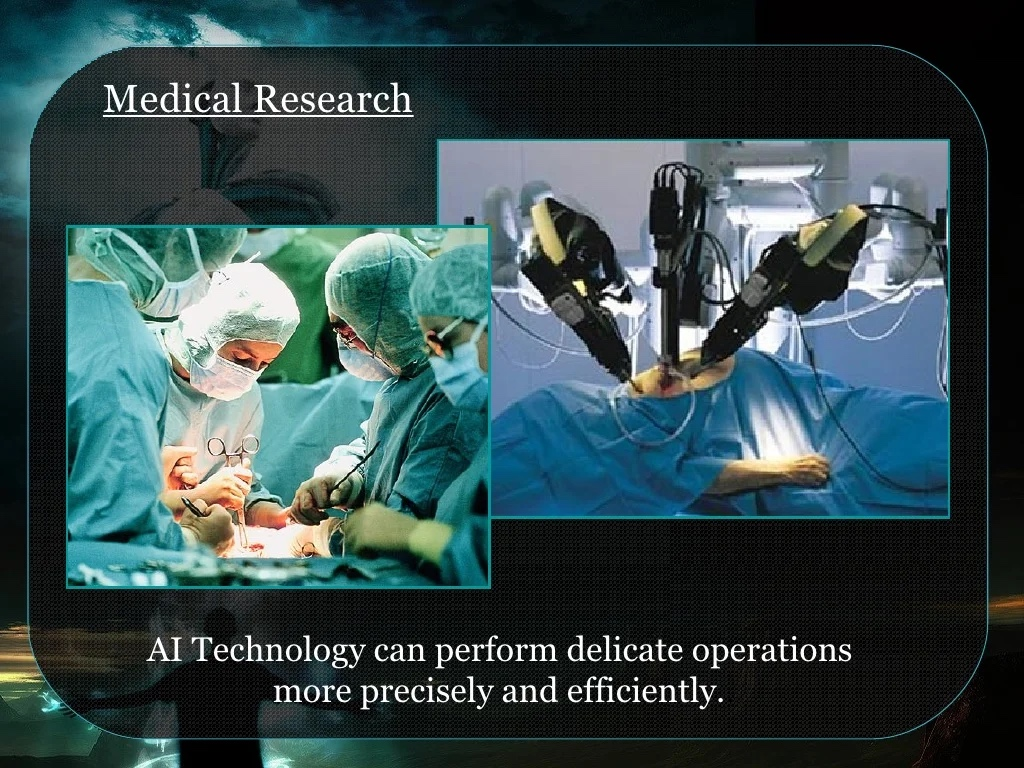 Medical Research
AI Technology can perform delicate operations
more precisely and efficiently.